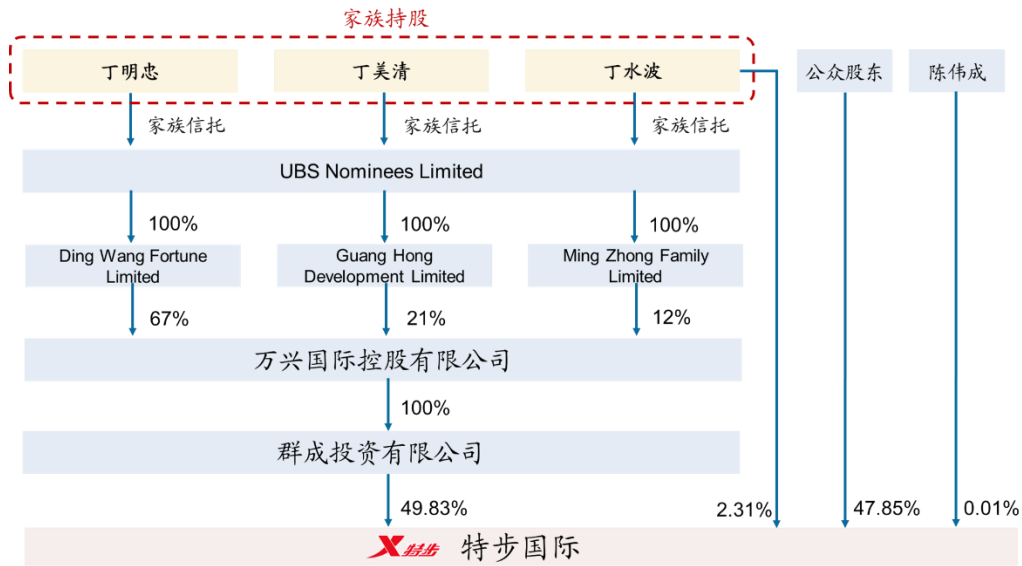 家族持股
丁明忠
丁美清
丁水波
公众股东
陈伟成
家族信托
家族信托
家族信托
UBS Nominees Limited
100%
100%
100%
Ding Wang Fortune
Limited
Guang Hong
Development Limited
Ming Zhong Family
Limited
67%
21%
12%
万兴国际控股有限公司
100%
群成投资有限公司
49.83%
2.31%
47.85%
0.01%
X特步 特步国际